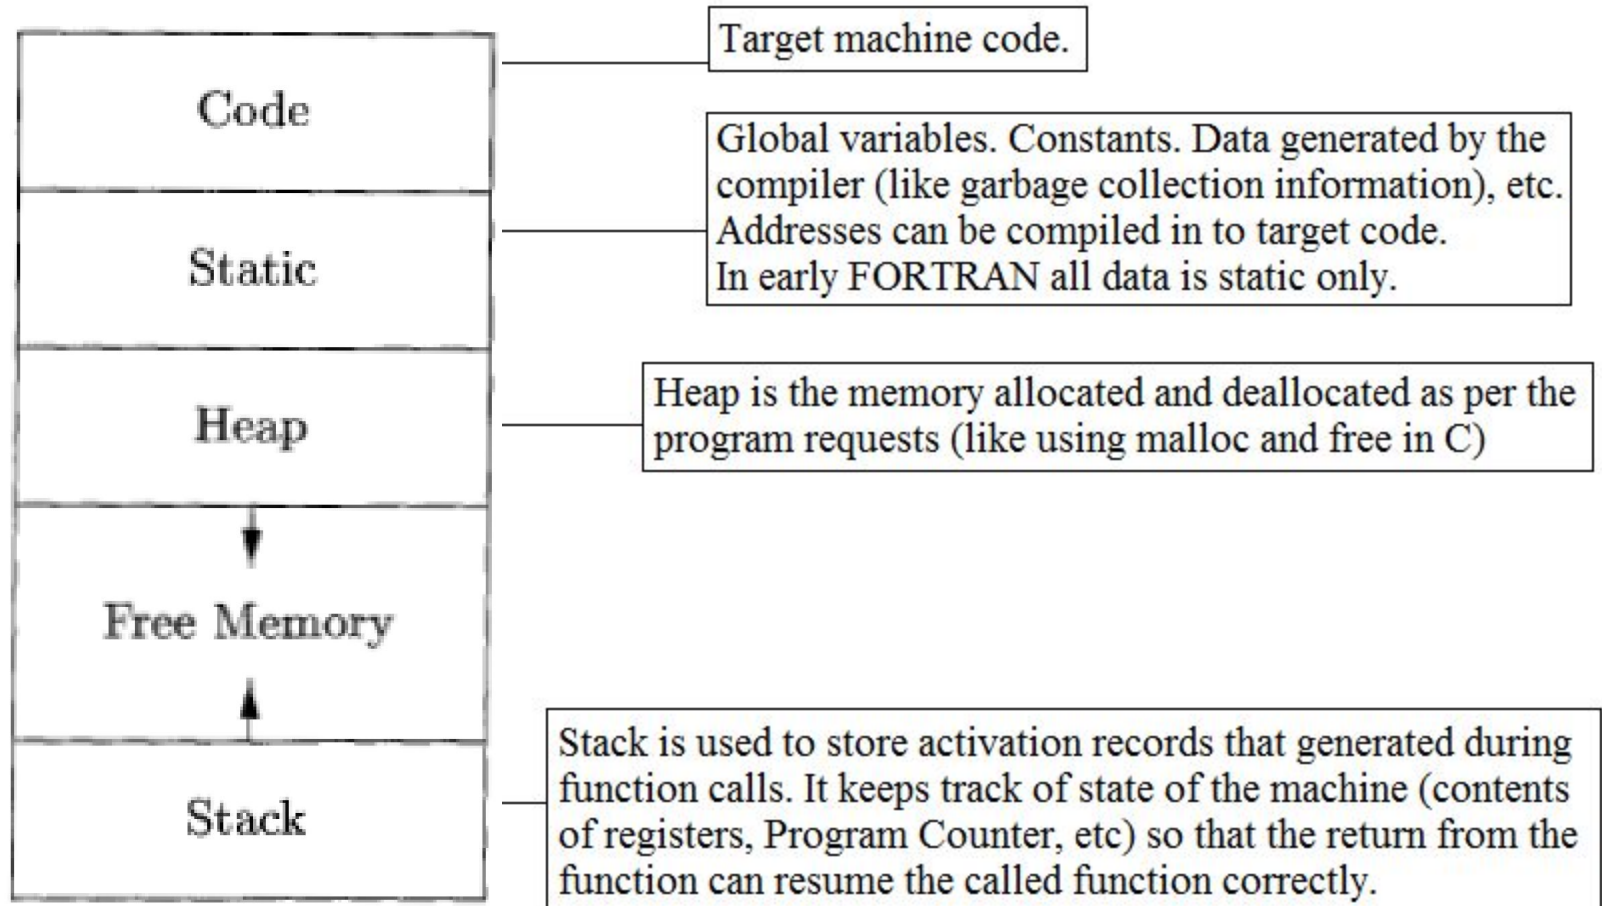 Target machine code.
Code
Global variables. Constants. Data generated by the
compiler (like garbage collection information), etc.
Addresses can be compiled in to target code.
In early FORTRAN all data is static only.
Static
Heap is the memory allocated and deallocated as per the
program requests (like using malloc and free in C)
Heap
Free Memory
Stack is used to store activation records that generated during
function calls. It keeps track of state of the machine (contents
of registers, Program Counter, etc) so that the return from the
function can resume the called function correctly.
Stack